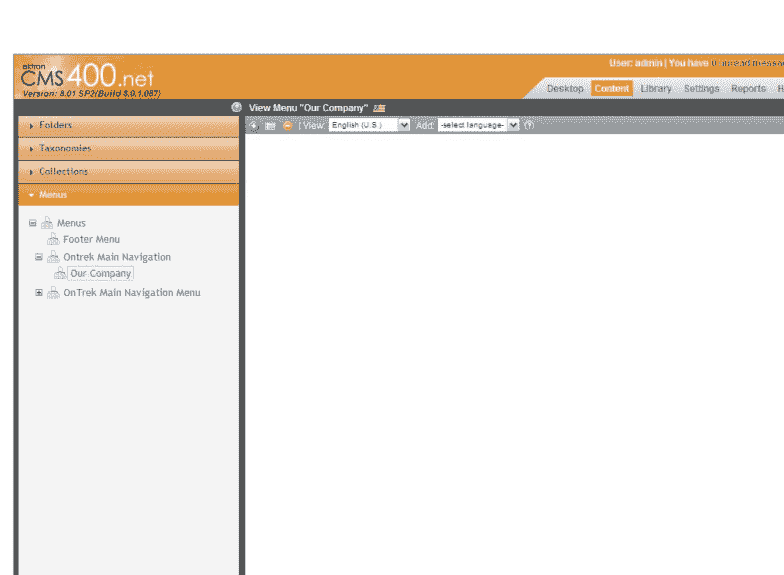 ektron
CMS400.net
Version: 8.01 SP2(Build 8.0.1.087)
User: admin | You have 0 unread
Desktop Content Library Settings Reports H
View Menu "Our Company"
View: English (U.S.) Add: -select language-
Folders
Taxonomies
Collections
Menus
Menus
Footer Menu
Ontrek Main Navigation
Our Company
OnTrek Main Navigation Menu